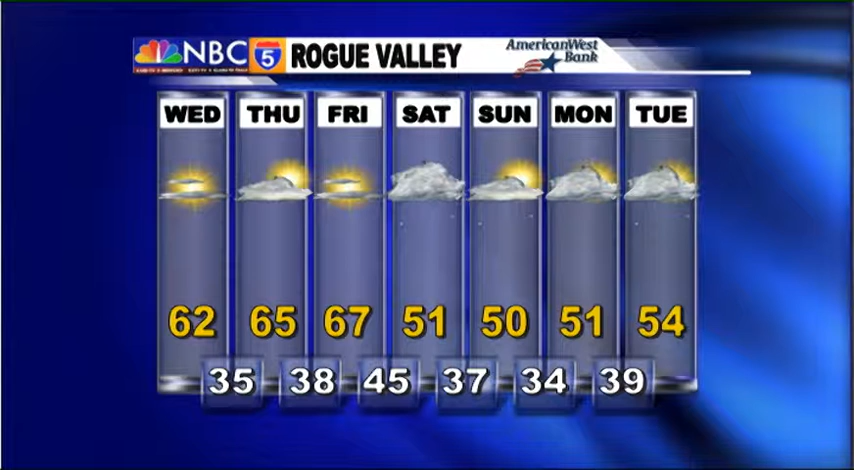 NBC 5 ROGUE VALLEY
AmericanWest
Bank
WED THU FRI SAT SUN MON TUE
62 65 67 51 50 51 54
35 38 45 37 34 39